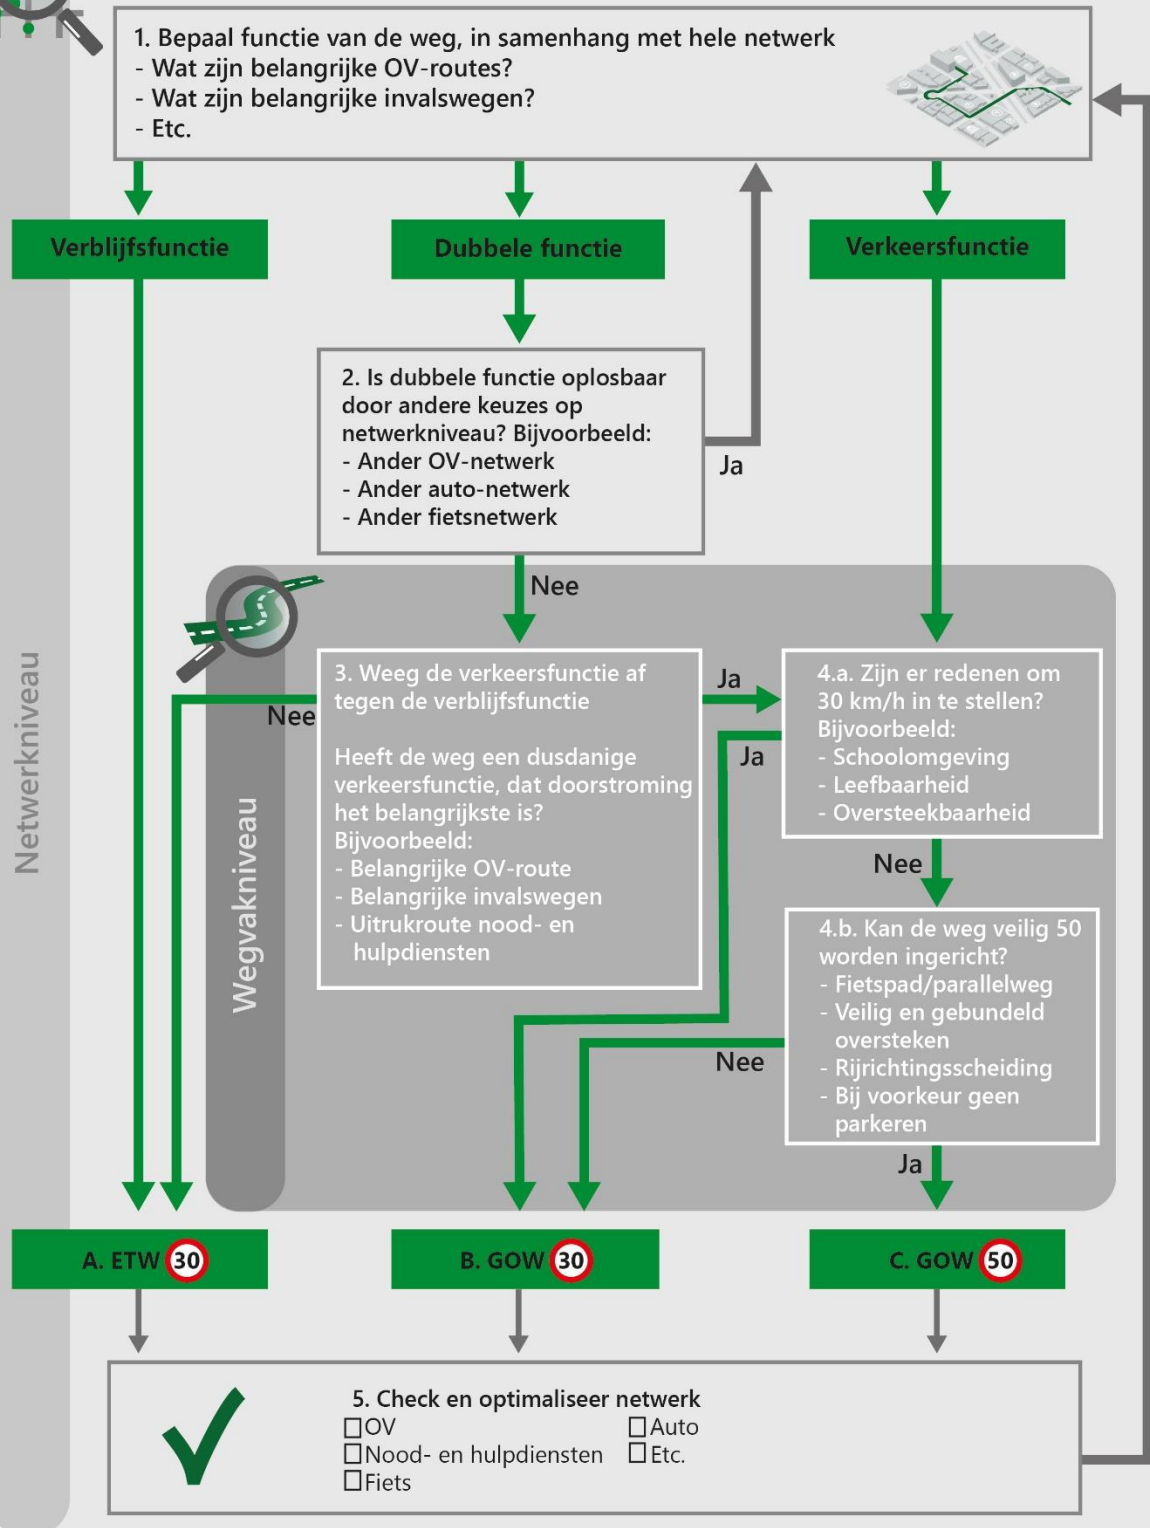 1. Bepaal functie van de weg, in samenhang met hele netwerk
- Wat zijn belangrijke OV-routes?
- Wat zijn belangrijke invalswegen?
- Etc.
Verblijfsfunctie
Dubbele functie
Verkeersfunctie
2. Is dubbele functie oplosbaar
door andere keuzes op
netwerkniveau? Bijvoorbeeld:
- Ander OV-netwerk
- Ander auto-netwerk
- Ander fietsnetwerk
Ja
Nee
Netwerkniveau
Wegvakniveau
3. Weeg de verkeersfunctie af
tegen de verblijfsfunctie
Heeft de weg een dusdanige
verkeersfunctie, dat doorstroming
het belangrijkste is?
Bijvoorbeeld:
- Belangrijke OV-route
- Belangrijke invalswegen
- Uitrukroute nood- en
hulpdiensten
Nee
Ja
4.a. Zijn er redenen om
30 km/h in te stellen?
Bijvoorbeeld:
- Schoolomgeving
- Leefbaarheid
- Oversteekbaarheid
Ja
Nee
4.b. Kan de weg veilig 50
worden ingericht?
- Fietspad/parallelweg
- Veilig en gebundeld
oversteken
- Rijrichtingsscheiding
- Bij voorkeur geen
parkeren
Nee
Ja
A. ETW 30
B. GOW 30
C. GOW 50
5. Check en optimaliseer netwerk
OV
Nood- en hulpdiensten
Fiets
Auto
Etc.